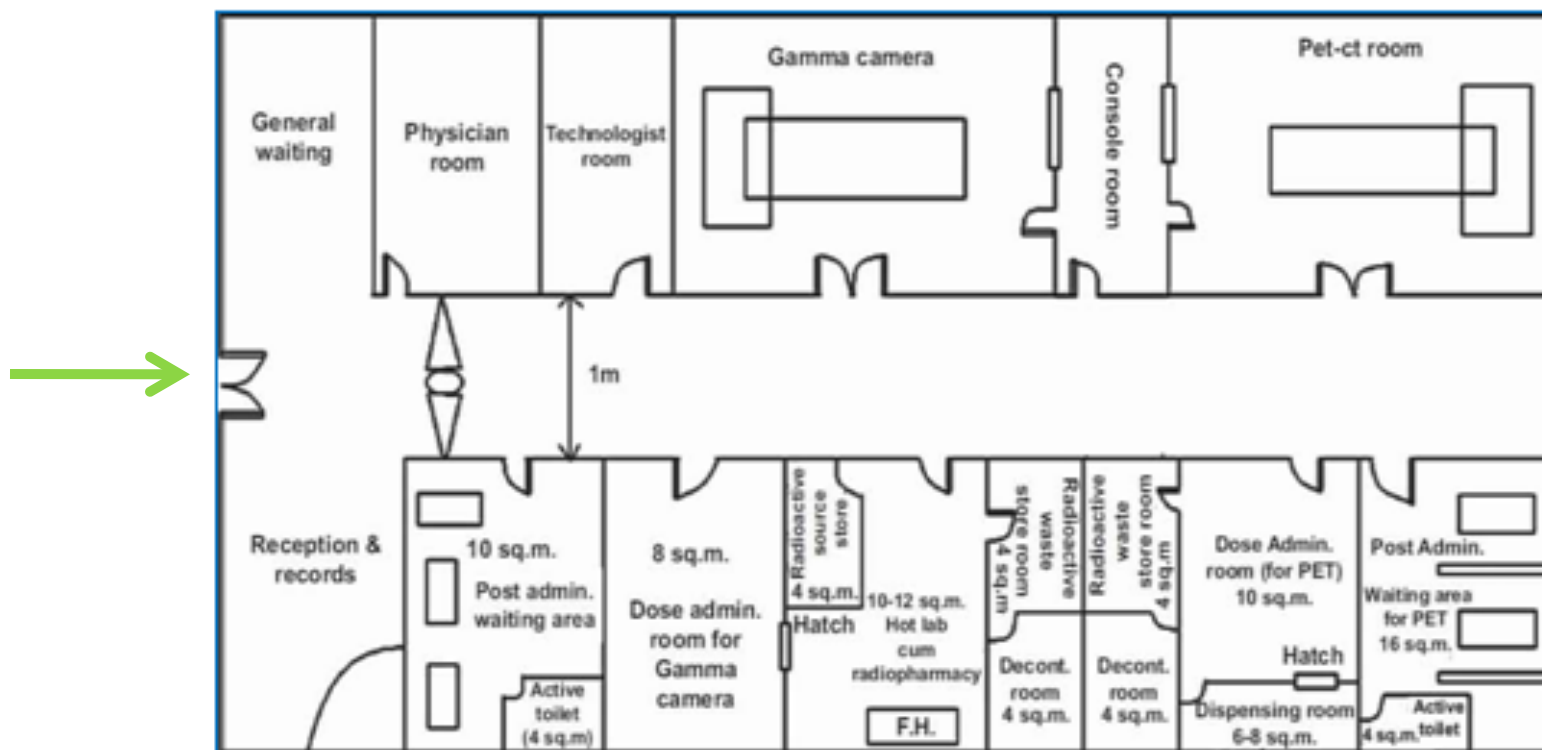 General
waiting
Physician
room
Technologist
room
Gamma camera
Console room
Pet-ct room
1m
Reception &
records
10 sq.m.
Post admin.
waiting area
Active
toilet
(4 sq.m)
8 sq.m.
Dose admin.
room for
Gamma
camera
Radioactive
source
store
4 sq.m.
Hatch
10-12 sq.m.
Hot lab
cum
radiopharmacy
F.H.
Radioactive
waste
store room
4 sq.m
Decont.
room
4 sq.m.
Radioactive
waste
store room
4 sq.m
Decont.
room
4 sq.m.
Dose Admin.
room (for PET)
10 sq.m.
Hatch
Dispensing room
6-8 sq.m.
Post Admin.
Waiting area
for PET
16 sq.m.
Active
4 sq.m. toilet